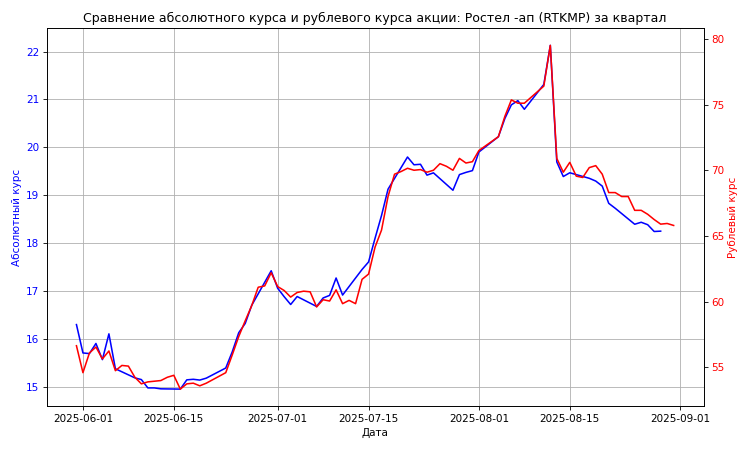 Сравнение абсолютного курса и рублевого курса акции: Ростел -ап (RTKMP) за квартал
Абсолютный курс
22
21
20
19
18
17
16
15
80
75
70
65
60
55
Рублевый курс
2025-06-01 2025-06-15 2025-07-01 2025-07-15 2025-08-01 2025-08-15 2025-09-01
Дата